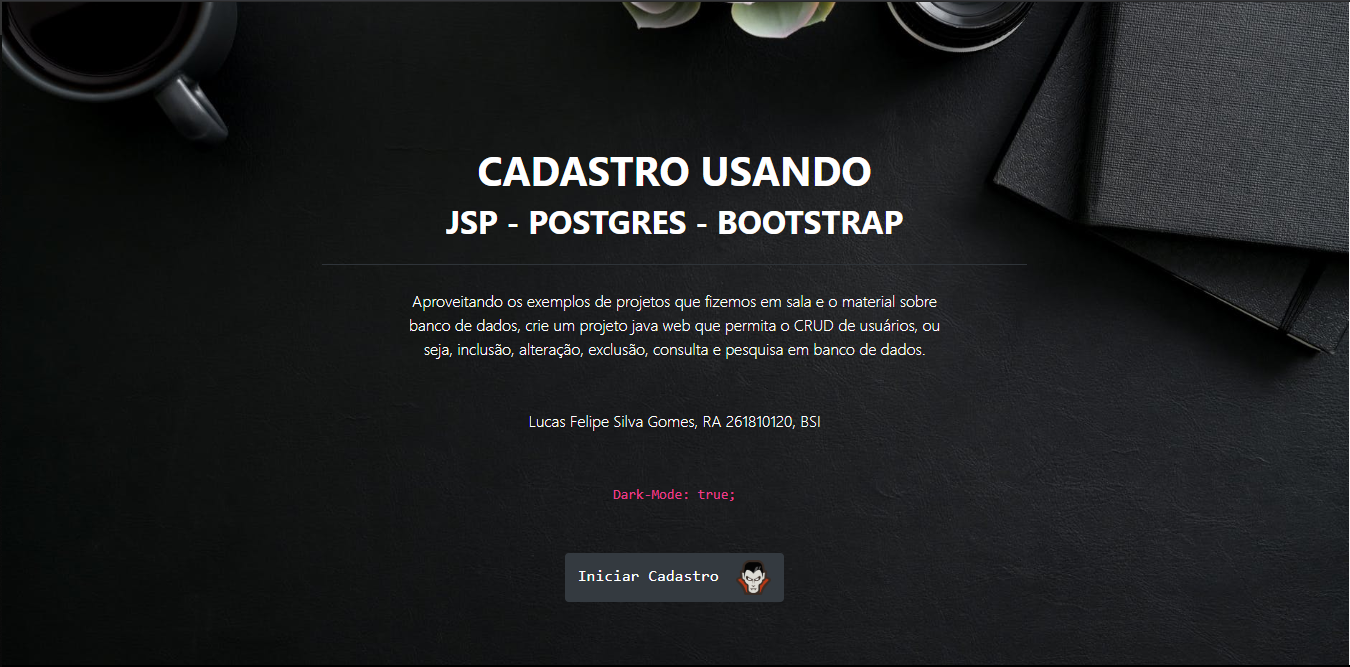 CADASTRO USANDO
JSP - POSTGRES - BOOTSTRAP
Aproveitando os exemplos de projetos que fizemos em sala e o material sobre
banco de dados, crie um projeto java web que permita o CRUD de usuários, ou
seja, inclusão, alteração, exclusão, consulta e pesquisa em banco de dados.
Lucas Felipe Silva Gomes, RA 261810120, BSI
Dark-Mode: true;
Iniciar Cadastro